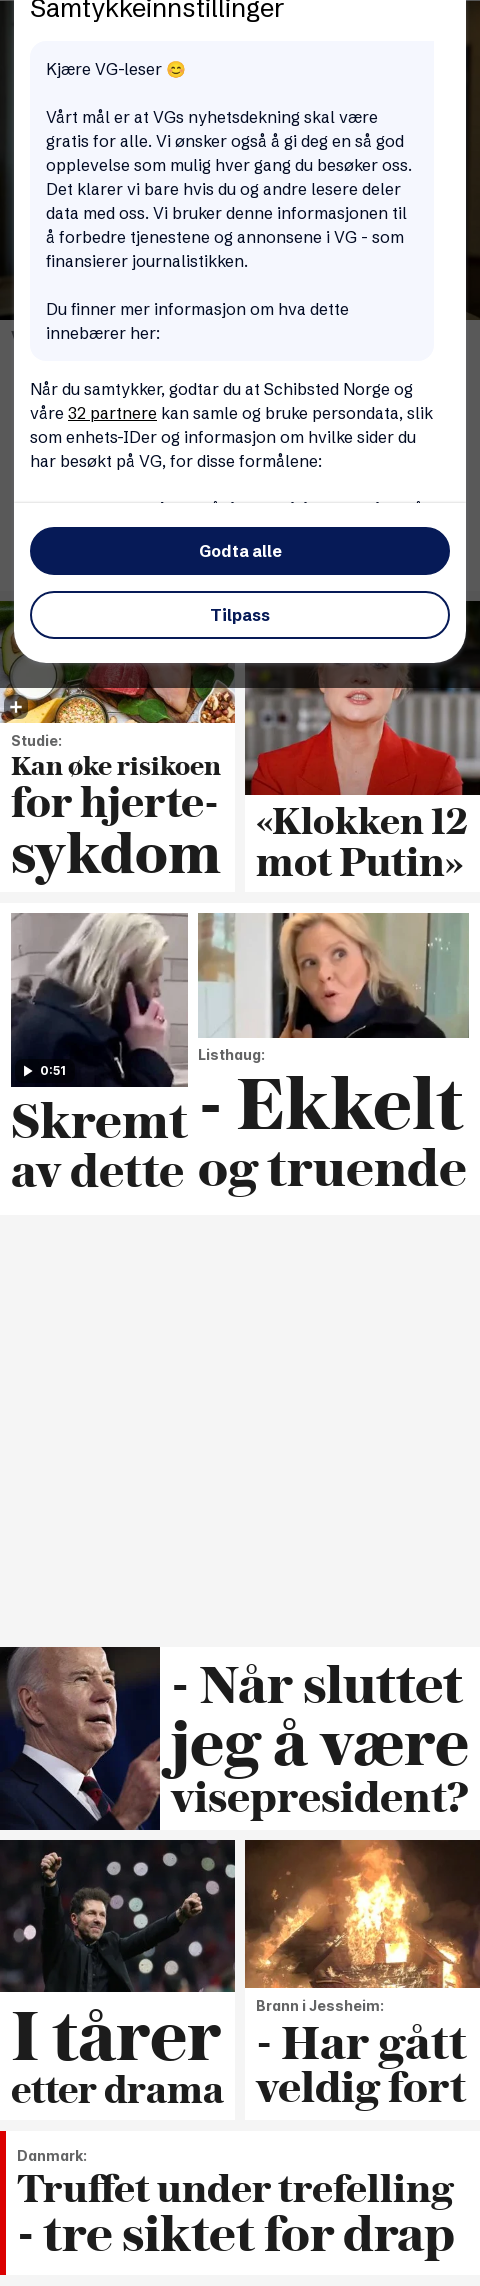 Samtykkeinnstillinger
Kjære VG-leser 😊
Vårt mål er at VGs nyhetsdekning skal være
gratis for alle. Vi ønsker også å gi deg en så god
opplevelse som mulig hver gang du besøker oss.
Det klarer vi bare hvis du og andre lesere deler
data med oss. Vi bruker denne informasjonen til
å forbedre tjenestene og annonsene i VG - som
finansierer journalistikken.
Du finner mer informasjon om hva dette
innebærer her:
Når du samtykker, godtar du at Schibsted Norge og
våre 32 partnere kan samle og bruke persondata, slik
som enhets-IDer og informasjon om hvilke sider du
har besøkt på VG, for disse formålene:
Godta alle
Tilpass
Studie:
Kan øke risikoen
for hjerte-
sykdom
«Klokken 12
mot Putin»
0:51
Skremt
av dette
Listhaug:
- Ekkelt
og truende
- Når sluttet
jeg å være
visepresident?
I tårer
etter drama
Brann i Jessheim:
- Har gått
veldig fort
Danmark:
Truffet under trefelling
- tre siktet for drap